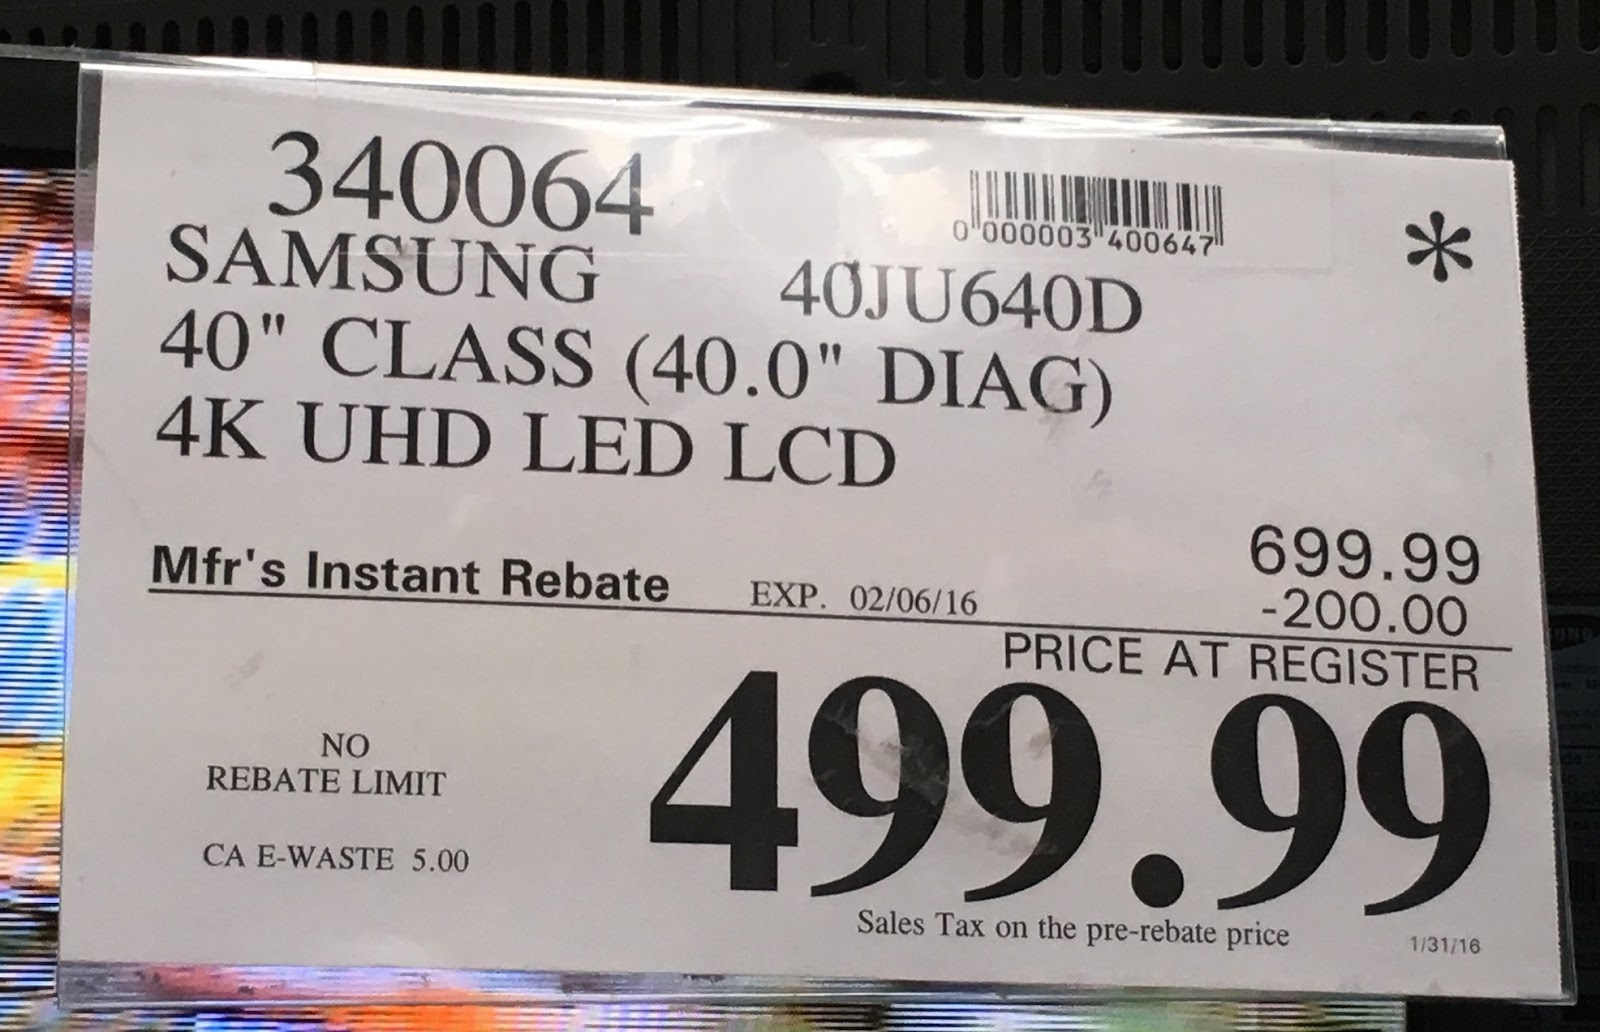 340064
0 000003 400647
*
SAMSUNG 40JU640D
40" CLASS (40.0" DIAG)
4K UHD LED LCD
699.99
Mfr's Instant Rebate EXP. 02/06/16 -200.00
PRICE AT REGISTER
499.99
NO
REBATE LIMIT
CA E-WASTE 5.00
Sales Tax on the pre-rebate price
1/31/16